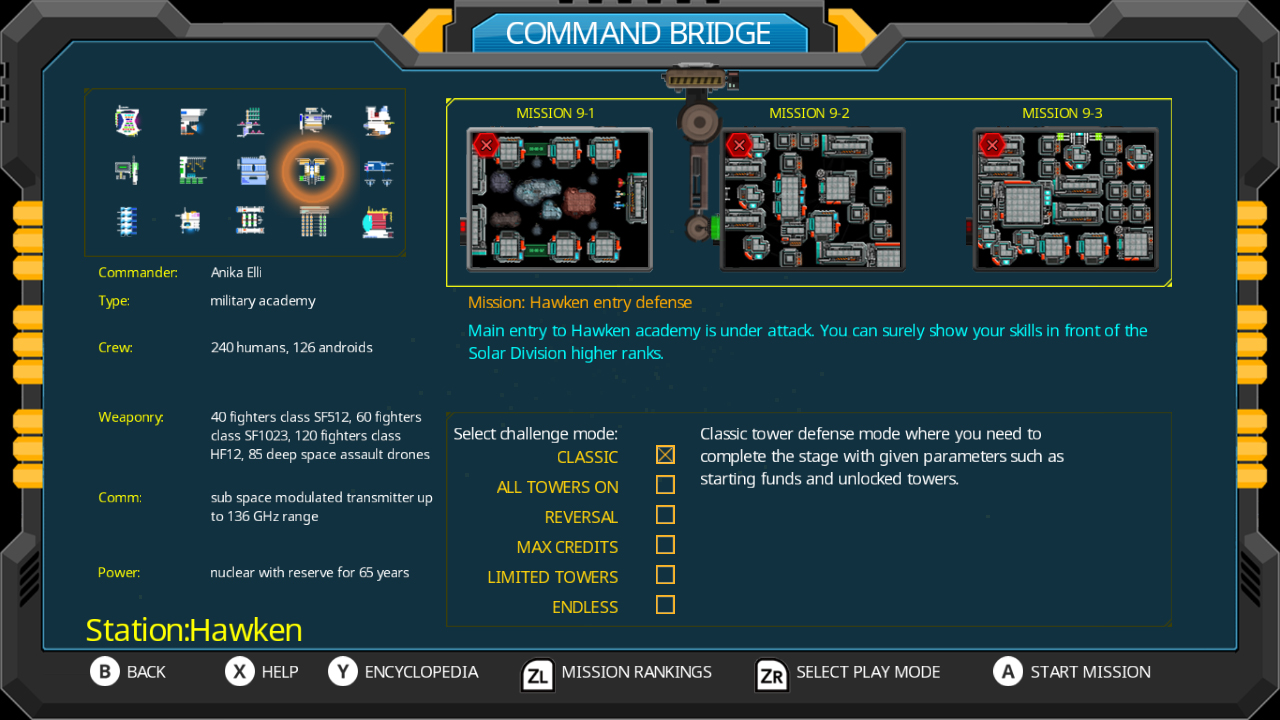 COMMAND BRIDGE
MISSION 9-1
MISSION 9-2
MISSION 9-3
Commander: Anika Elli
Type: military academy
Crew: 240 humans, 126 androids
Weaponry: 40 fighters class SF512, 60 fighters
class SF1023, 120 fighters class
HF12, 85 deep space assault drones
Comm: sub space modulated transmitter up
to 136 GHz range
Power: nuclear with reserve for 65 years
Station:Hawken
Mission: Hawken entry defense
Main entry to Hawken academy is under attack. You can surely show your skills in front of the
Solar Division higher ranks.
Select challenge mode:
CLASSIC
ALL TOWERS ON
REVERSAL
MAX CREDITS
LIMITED TOWERS
ENDLESS
Classic tower defense mode where you need to
complete the stage with given parameters such as
starting funds and unlocked towers.
B BACK
X HELP
Y ENCYCLOPEDIA
ZL MISSION RANKINGS
ZR SELECT PLAY MODE
A START MISSION